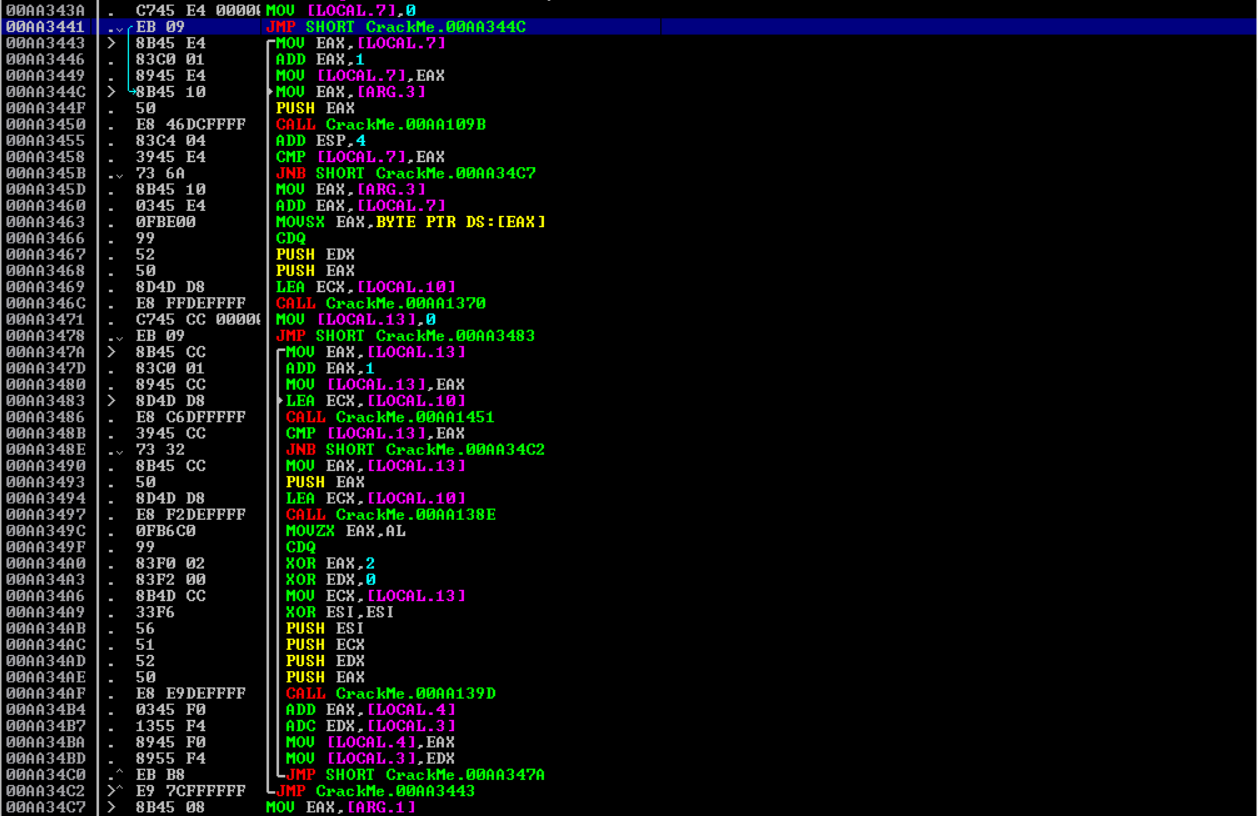 00AA343A . C745 E4 00000 MOV [LOCAL.7],0
00AA3441 .v EB 09 JMP SHORT CrackMe.00AA344C
00AA3443 > 8B45 E4 MOV EAX,[LOCAL.7]
00AA3446 . 83C0 01 ADD EAX,1
00AA3449 . 8945 E4 MOV [LOCAL.7],EAX
00AA344C > 8B45 10 MOV EAX,[ARG.3]
00AA344F . 50 PUSH EAX
00AA3450 . E8 46DCFFFF CALL CrackMe.00AA109B
00AA3455 . 83C4 04 ADD ESP,4
00AA3458 . 3945 E4 CMP [LOCAL.7],EAX
00AA345B .v 73 6A JNB SHORT CrackMe.00AA34C7
00AA345D . 8B45 10 MOV EAX,[ARG.3]
00AA3460 . 0345 E4 ADD EAX,[LOCAL.7]
00AA3463 . 0FBE00 MOVSX EAX,BYTE PTR DS:[EAX]
00AA3466 . 99 CDQ
00AA3467 . 52 PUSH EDX
00AA3468 . 50 PUSH EAX
00AA3469 . 8D4D D8 LEA ECX,[LOCAL.10]
00AA346C . E8 FFDEFFFF CALL CrackMe.00AA1370
00AA3471 . C745 CC 00000 MOV [LOCAL.13],0
00AA3478 .v EB 09 JMP SHORT CrackMe.00AA3483
00AA347A > 8B45 CC MOV EAX,[LOCAL.13]
00AA347D . 83C0 01 ADD EAX,1
00AA3480 . 8945 CC MOV [LOCAL.13],EAX
00AA3483 > 8D4D D8 LEA ECX,[LOCAL.10]
00AA3486 . E8 C6DFFFFF CALL CrackMe.00AA1451
00AA348B . 3945 CC CMP [LOCAL.13],EAX
00AA348E .v 73 32 JNB SHORT CrackMe.00AA34C2
00AA3490 . 8B45 CC MOV EAX,[LOCAL.13]
00AA3493 . 50 PUSH EAX
00AA3494 . 8D4D D8 LEA ECX,[LOCAL.10]
00AA3497 . E8 F2DEFFFF CALL CrackMe.00AA138E
00AA349C . 0FB6C0 MOVZX EAX,AL
00AA349F . 99 CDQ
00AA34A0 . 83F0 02 XOR EAX,2
00AA34A3 . 83F2 00 XOR EDX,0
00AA34A6 . 8B4D CC MOV ECX,[LOCAL.13]
00AA34A9 . 33F6 XOR ESI,ESI
00AA34AB . 56 PUSH ESI
00AA34AC . 51 PUSH ECX
00AA34AD . 52 PUSH EDX
00AA34AE . 50 PUSH EAX
00AA34AF . E8 E9DEFFFF CALL CrackMe.00AA139D
00AA34B4 . 0345 F0 ADD EAX,[LOCAL.4]
00AA34B7 . 1355 F4 ADC EDX,[LOCAL.3]
00AA34BA . 8945 F0 MOV [LOCAL.4],EAX
00AA34BD . 8955 F4 MOV [LOCAL.3],EDX
00AA34C0 .^ EB B8 JMP SHORT CrackMe.00AA347A
00AA34C2 >^ E9 7CFFFFFF JMP CrackMe.00AA3443
00AA34C7 > 8B45 08 MOV EAX,[ARG.1]